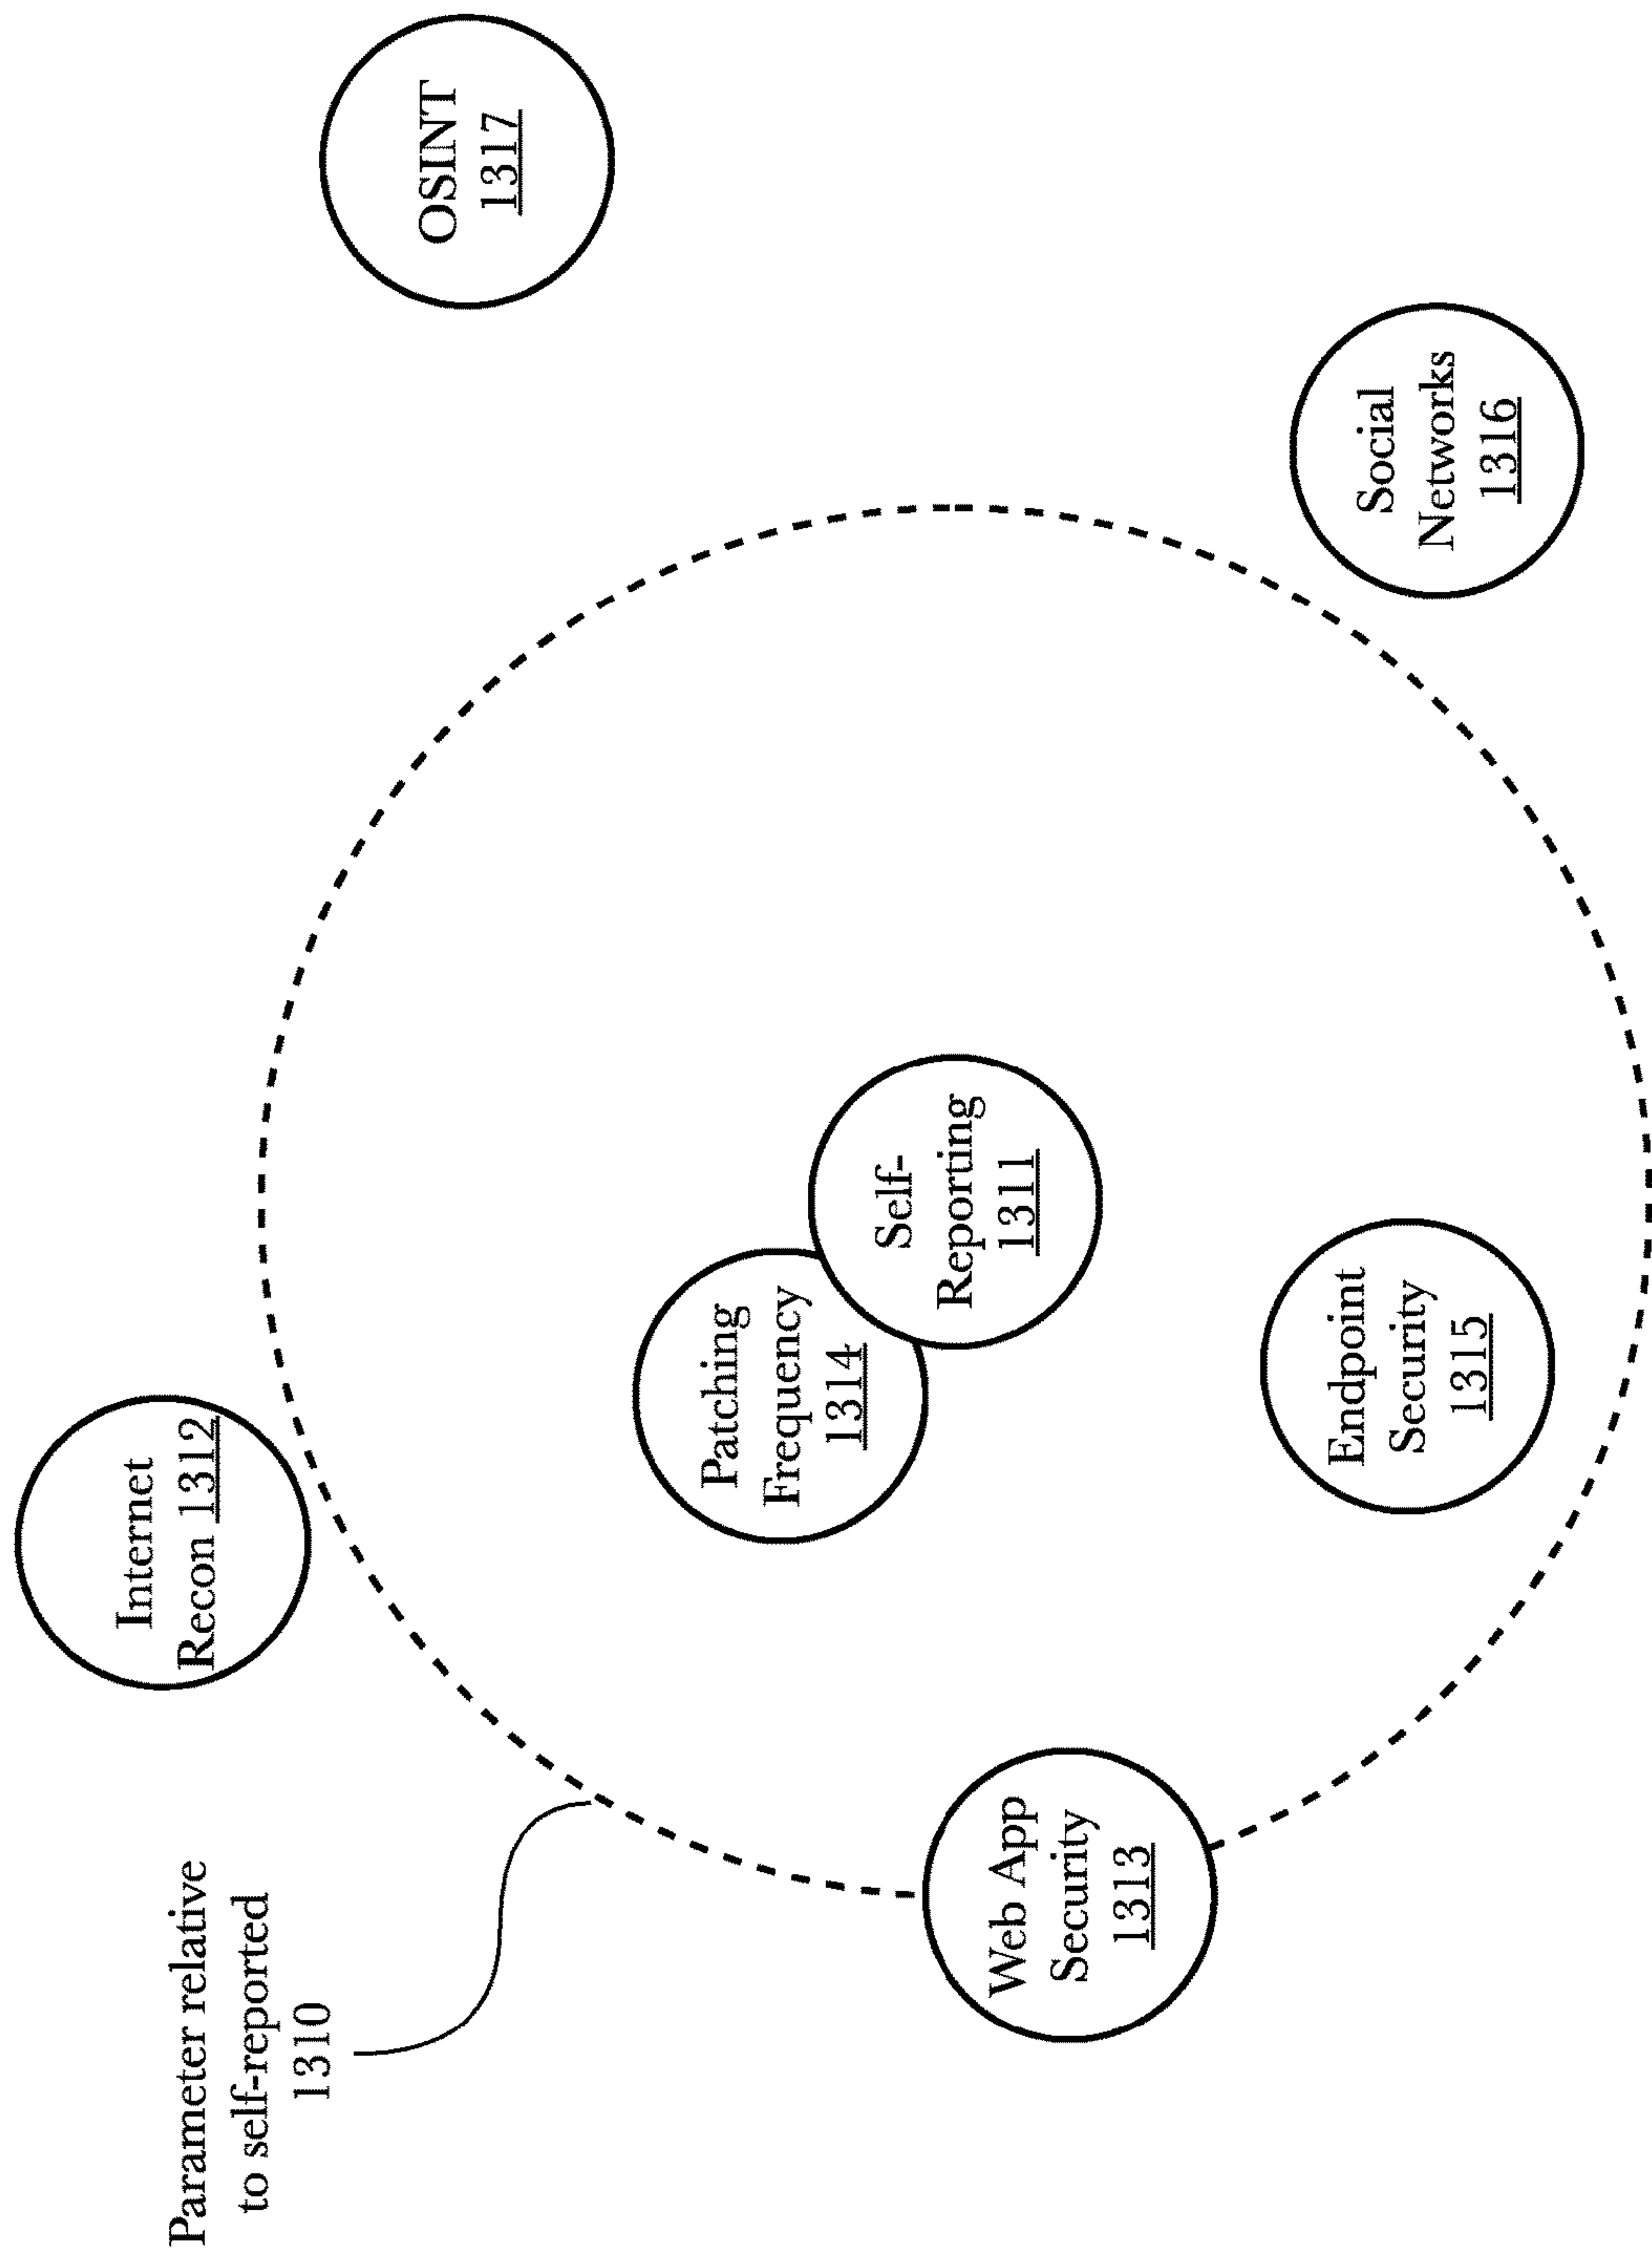 Parameter relative
to self-reported
1310
Internet
Recon 1312
Web App
Security
1313
Patching
Frequency
1314
Self-
Reporting
1311
Endpoint
Security
1315
Social
Networks
1316
OSINT
1317